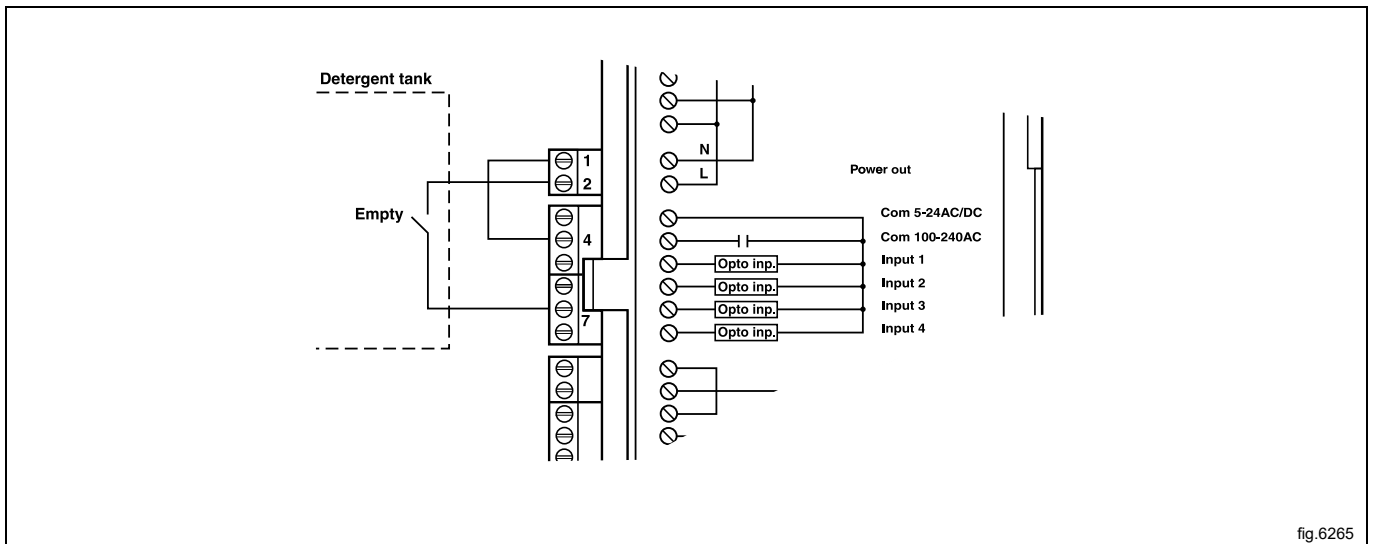 Detergent tank
Empty
1
2
4
7
N
L
Power out
Com 5-24AC/DC
Com 100-240AC
Opto inp. Input 1
Opto inp. Input 2
Opto inp. Input 3
Opto inp. Input 4
fig.6265